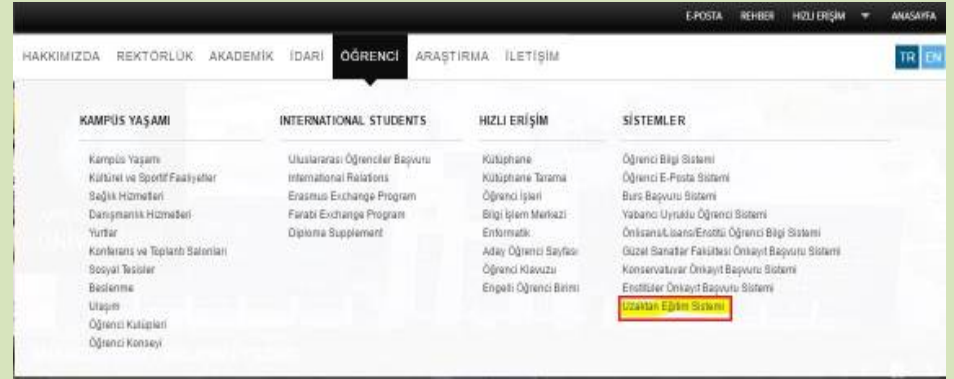 E-POSTA REHBER HIZLI ERİŞİM ANASAYFA
HAKKIMIZDA REKTÖRLÜK AKADEMİK İDARİ ÖĞRENCİ ARAŞTIRMA İLETİŞİM
TR EN
KAMPÜS YAŞAMI
Kampüs Yaşamı
Kültürel ve Sportif Faaliyetler
Sağlık Hizmetleri
Danışmanlık Hizmetleri
Yurtlar
Konferans ve Toplantı Salonları
Sosyal Tesisler
Beslenme
Ulaşım
Öğrenci Kulüpleri
Öğrenci Konseyi
INTERNATIONAL STUDENTS
Uluslararası Öğrenciler Başvuru
International Relations
Erasmus Exchange Program
Farabi Exchange Program
Diploma Supplement
HIZLI ERİŞİM
Kütüphane
Kütüphane Tarama
Öğrenci İşleri
Bilgi İşlem Merkezi
Enformatik
Aday Öğrenci Sayfası
Öğrenci Klavuzu
Engelli Öğrenci Birimi
SİSTEMLER
Öğrenci Bilgi Sistemi
Öğrenci E-Posta Sistemi
Burs Başvuru Sistemi
Yabancı Uyruklu Öğrenci Sistemi
Önlisans/Lisans/Enstitü Öğrenci Bilgi Sistemi
Güzel Sanatlar Fakültesi Önkayıt Başvuru Sistemi
Konservatuvar Önkayıt Başvuru Sistemi
Enstitüler Önkayıt Başvuru Sistemi
Uzaktan Eğitim Sistemi